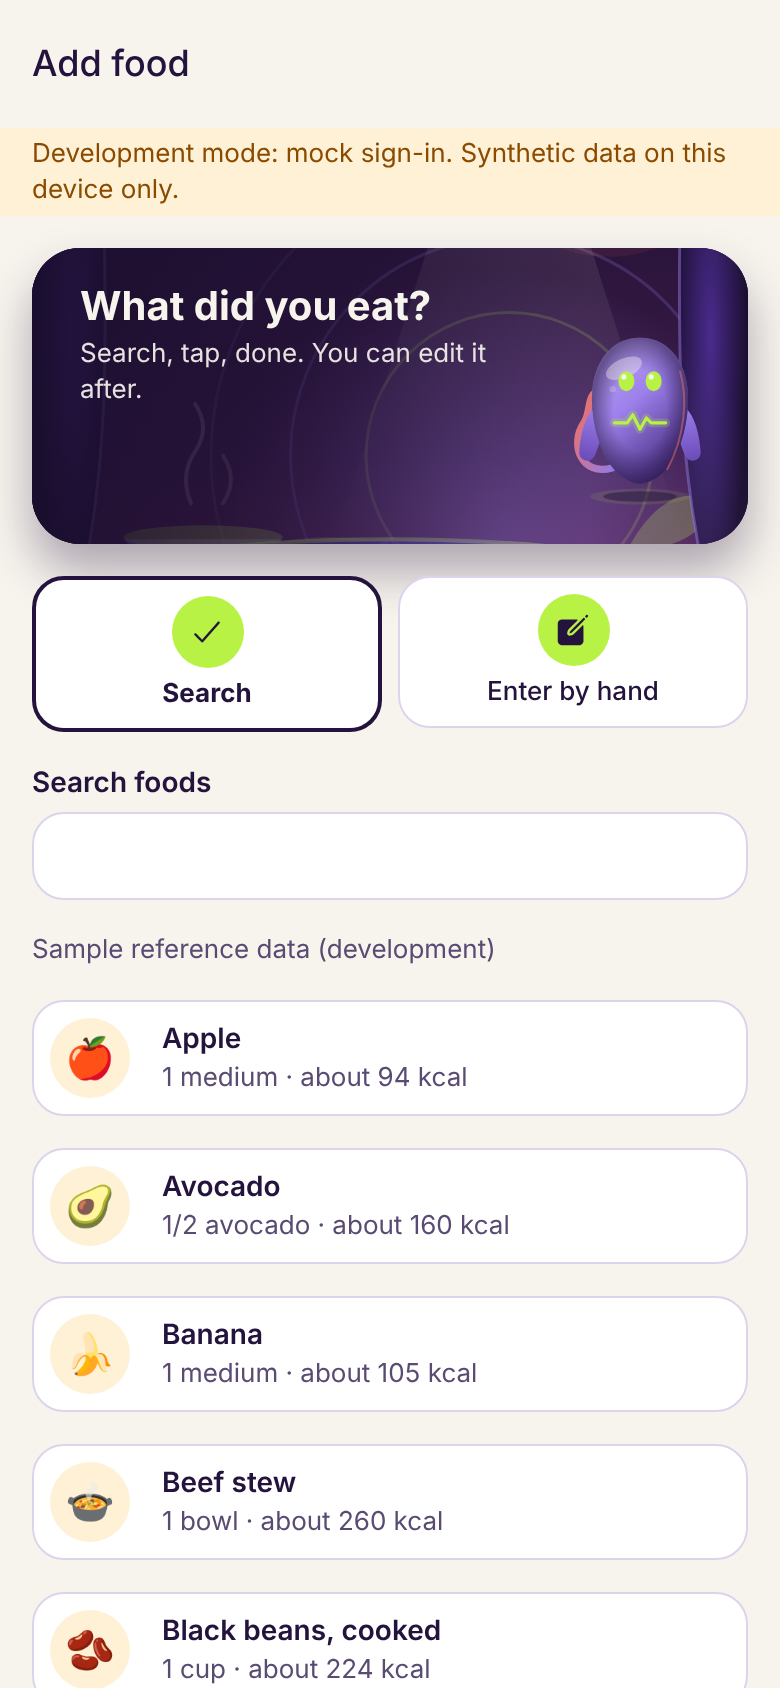 Add food
Development mode: mock sign-in. Synthetic data on this
device only.
What did you eat?
Search, tap, done. You can edit it
after.
Search
Enter by hand
Search foods
Sample reference data (development)
Apple
1 medium · about 94 kcal
Avocado
1/2 avocado · about 160 kcal
Banana
1 medium · about 105 kcal
Beef stew
1 bowl · about 260 kcal
Black beans, cooked
1 cup · about 224 kcal